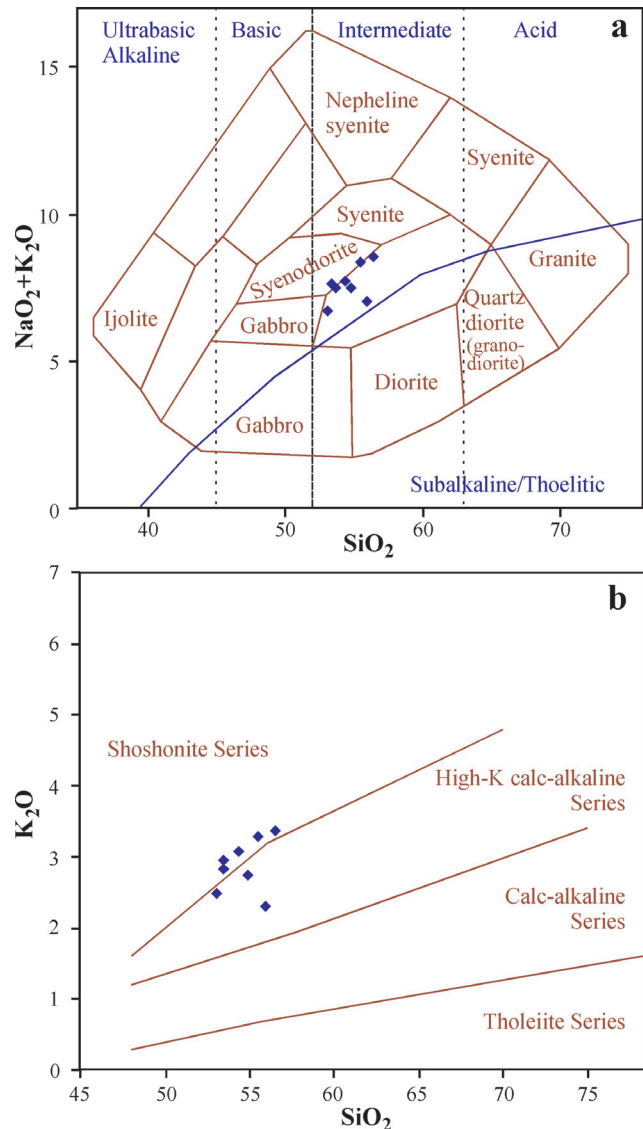 a
Ultrabasic
Alkaline
Basic
Intermediate
Acid
15
10
5
0
NaO₂+K₂O
Nepheline
syenite
Syenite
Syenite
Granite
Syenodiorite
Ijolite
Gabbro
Quartz
diorite
(grano-
diorite)
Diorite
Gabbro
Subalkaline/Thoelitic
40
50
60
70
SiO₂
b
7
6
5
4
3
2
1
0
K₂O
Shoshonite Series
High-K calc-alkaline
Series
Calc-alkaline
Series
Tholeiite Series
45
50
55
60
65
70
75
SiO₂